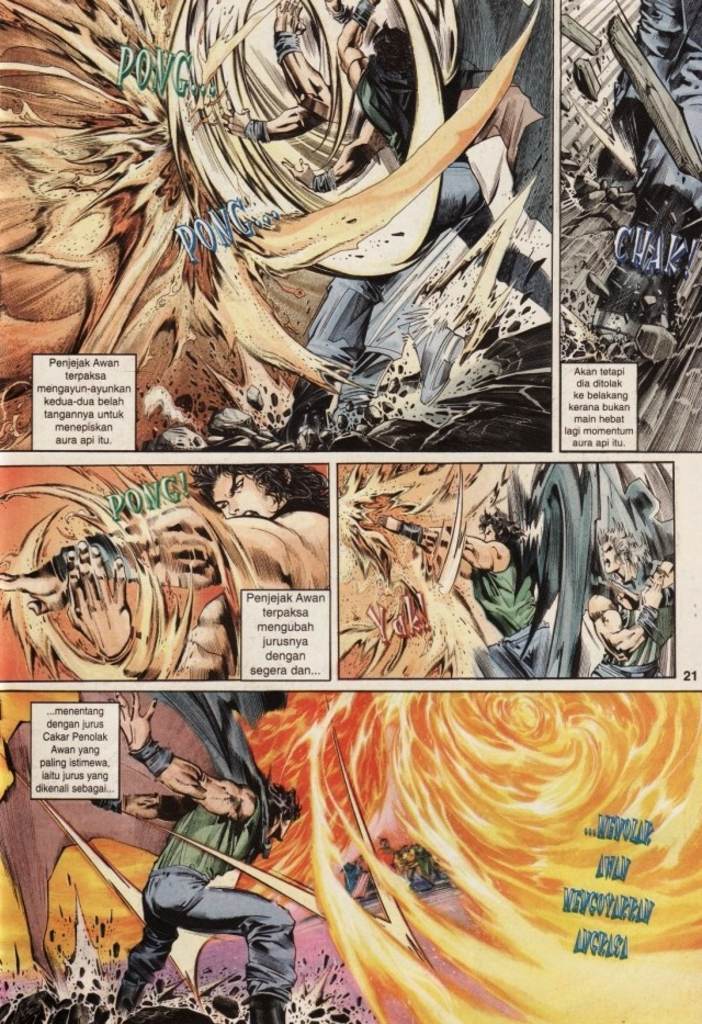 PONG...
PONG...
CHAK!
Penjejak Awan
terpaksa
mengayun-ayunkan
kedua-dua belah
tangannya untuk
menepiskan
aura api itu.
Akan tetapi
dia ditolak
ke belakang
kerana bukan
main hebat
lagi momentum
aura api itu.
PONG!
Penjejak Awan
terpaksa
mengubah
jurusnya
dengan
segera dan...
Yak!
21
...menentang
dengan jurus
Cakar Penolak
Awan yang
paling istimewa,
iaitu jurus yang
dikenali sebagai...
...MENOLAK
AWAN
MENGUYARKAN
ANGKASA